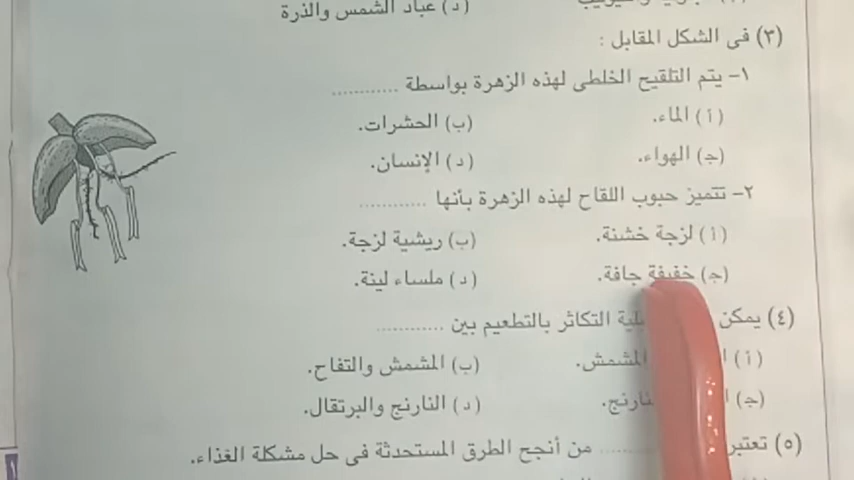 (د) عباد الشمس والذرة
(٣) فى الشكل المقابل :
١- يتم التلقيح الخلطى لهذه الزهرة بواسطة ............
(أ) الماء. (ب) الحشرات.
(جـ) الهواء. (د) الإنسان.
٢- تتميز حبوب اللقاح لهذه الزهرة بأنها ............
(أ) لزجة خشنة. (ب) ريشية لزجة.
(جـ) خفيفة جافة. (د) ملساء لينة.
(٤) يمكن التكاثر بالتطعيم بين ............
(أ) المشمش. (ب) المشمش والتفاح.
(جـ) (د) النارنج والبرتقال.
(٥) تعتبر ............ من أنجح الطرق المستحدثة فى حل مشكلة الغذاء.